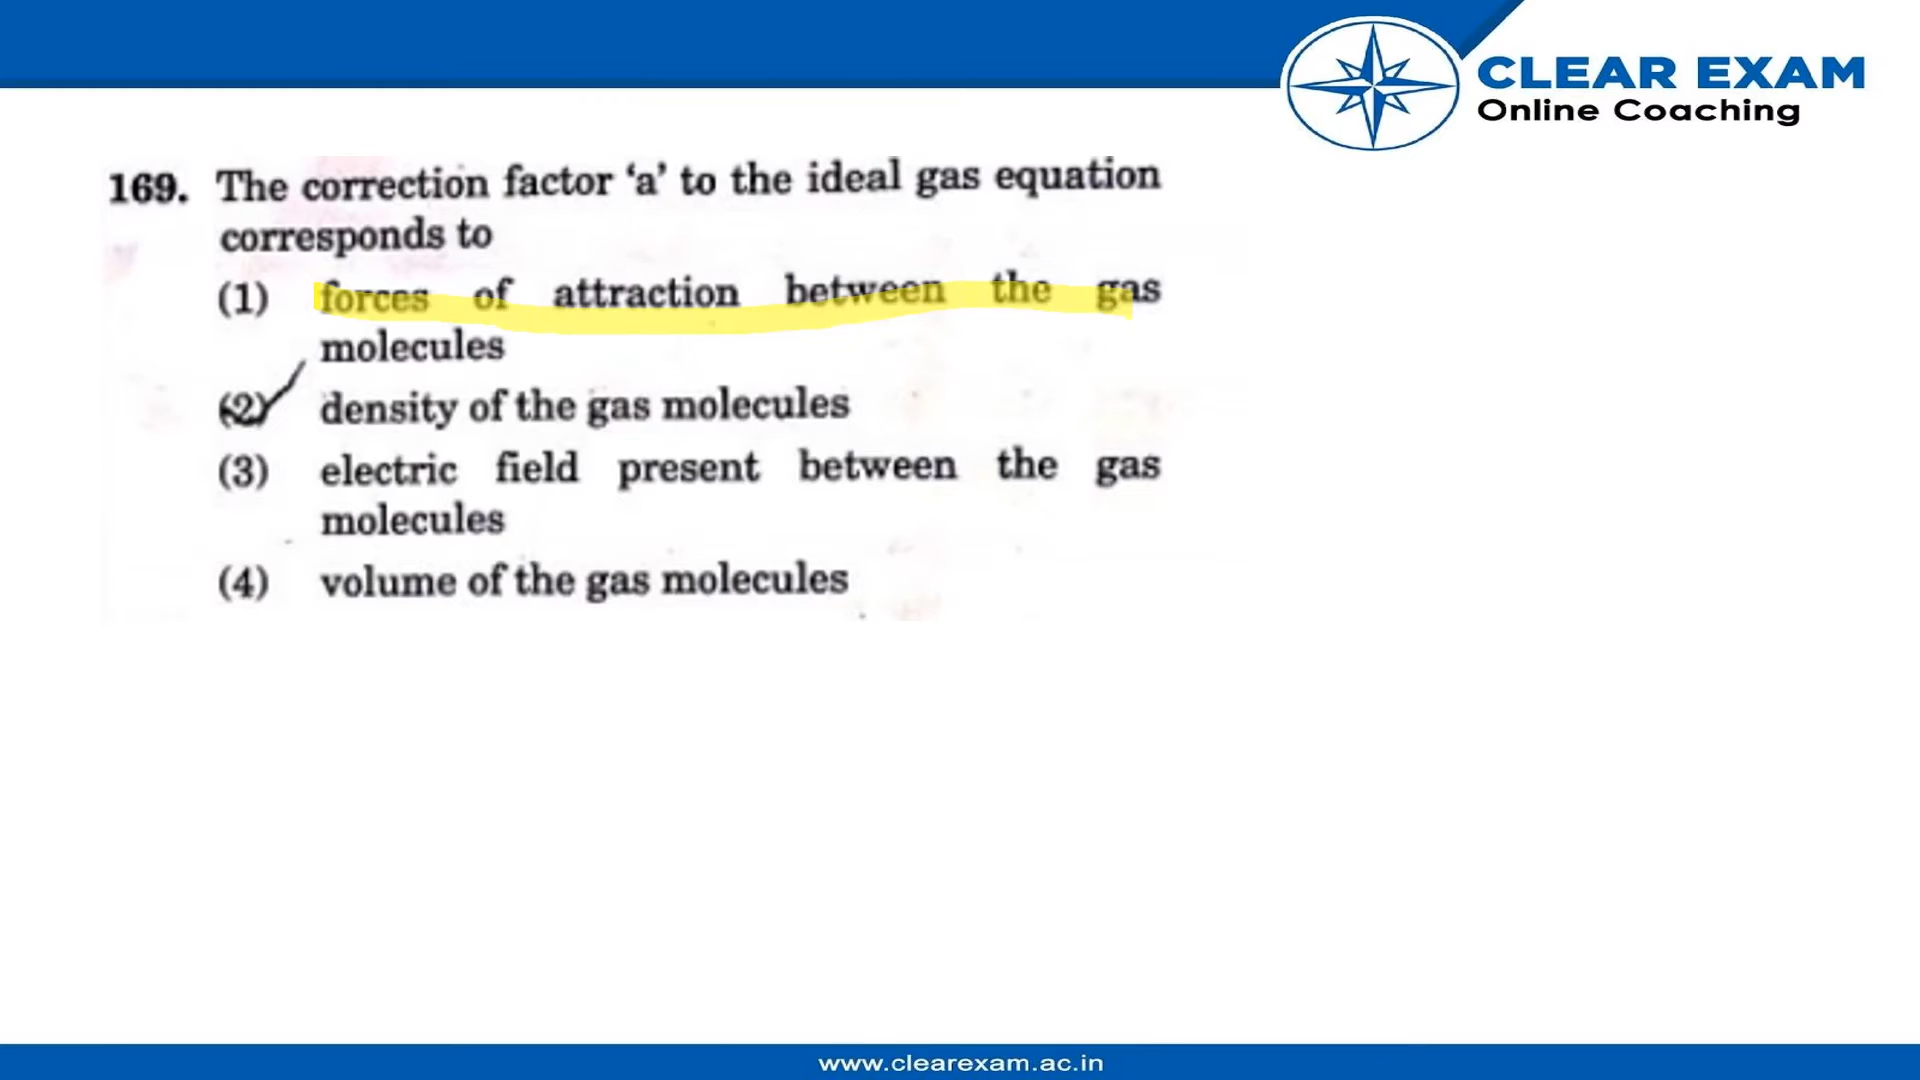 CLEAR EXAM
Online Coaching
169. The correction factor ‘a’ to the ideal gas equation
corresponds to
(1) forces of attraction between the gas
molecules
(2) density of the gas molecules
(3) electric field present between the gas
molecules
(4) volume of the gas molecules
www.clearexam.ac.in